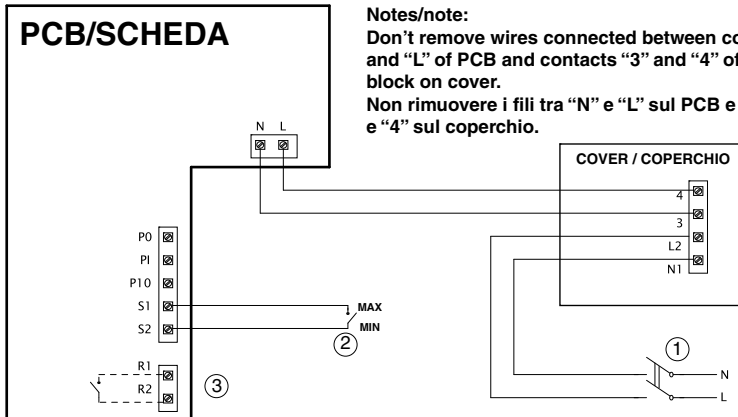 PCB/SCHEDA
Notes/note:
Don't remove wires connected between
and “L” of PCB and contacts “3” and “4”
block on cover.
Non rimuovere i fili tra “N” e “L” sul PCB e
e “4” sul coperchio.
N L
COVER / COPERCHIO
4
3
L2
N1
P0
PI
P10
S1
S2
MAX
MIN
2
1
N
L
R1
R2
3